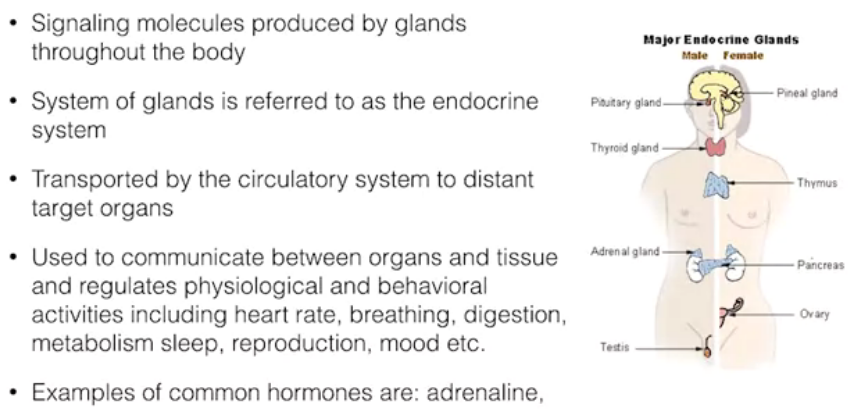 • Signaling molecules produced by glands
throughout the body
• System of glands is referred to as the endocrine
system
• Transported by the circulatory system to distant
target organs
• Used to communicate between organs and tissue
and regulates physiological and behavioral
activities including heart rate, breathing, digestion,
metabolism sleep, reproduction, mood etc.
• Examples of common hormones are: adrenaline,
Major Endocrine Glands
Male Female
Pituitary gland
Pineal gland
Thyroid gland
Thymus
Adrenal gland
Pancreas
Ovary
Testis